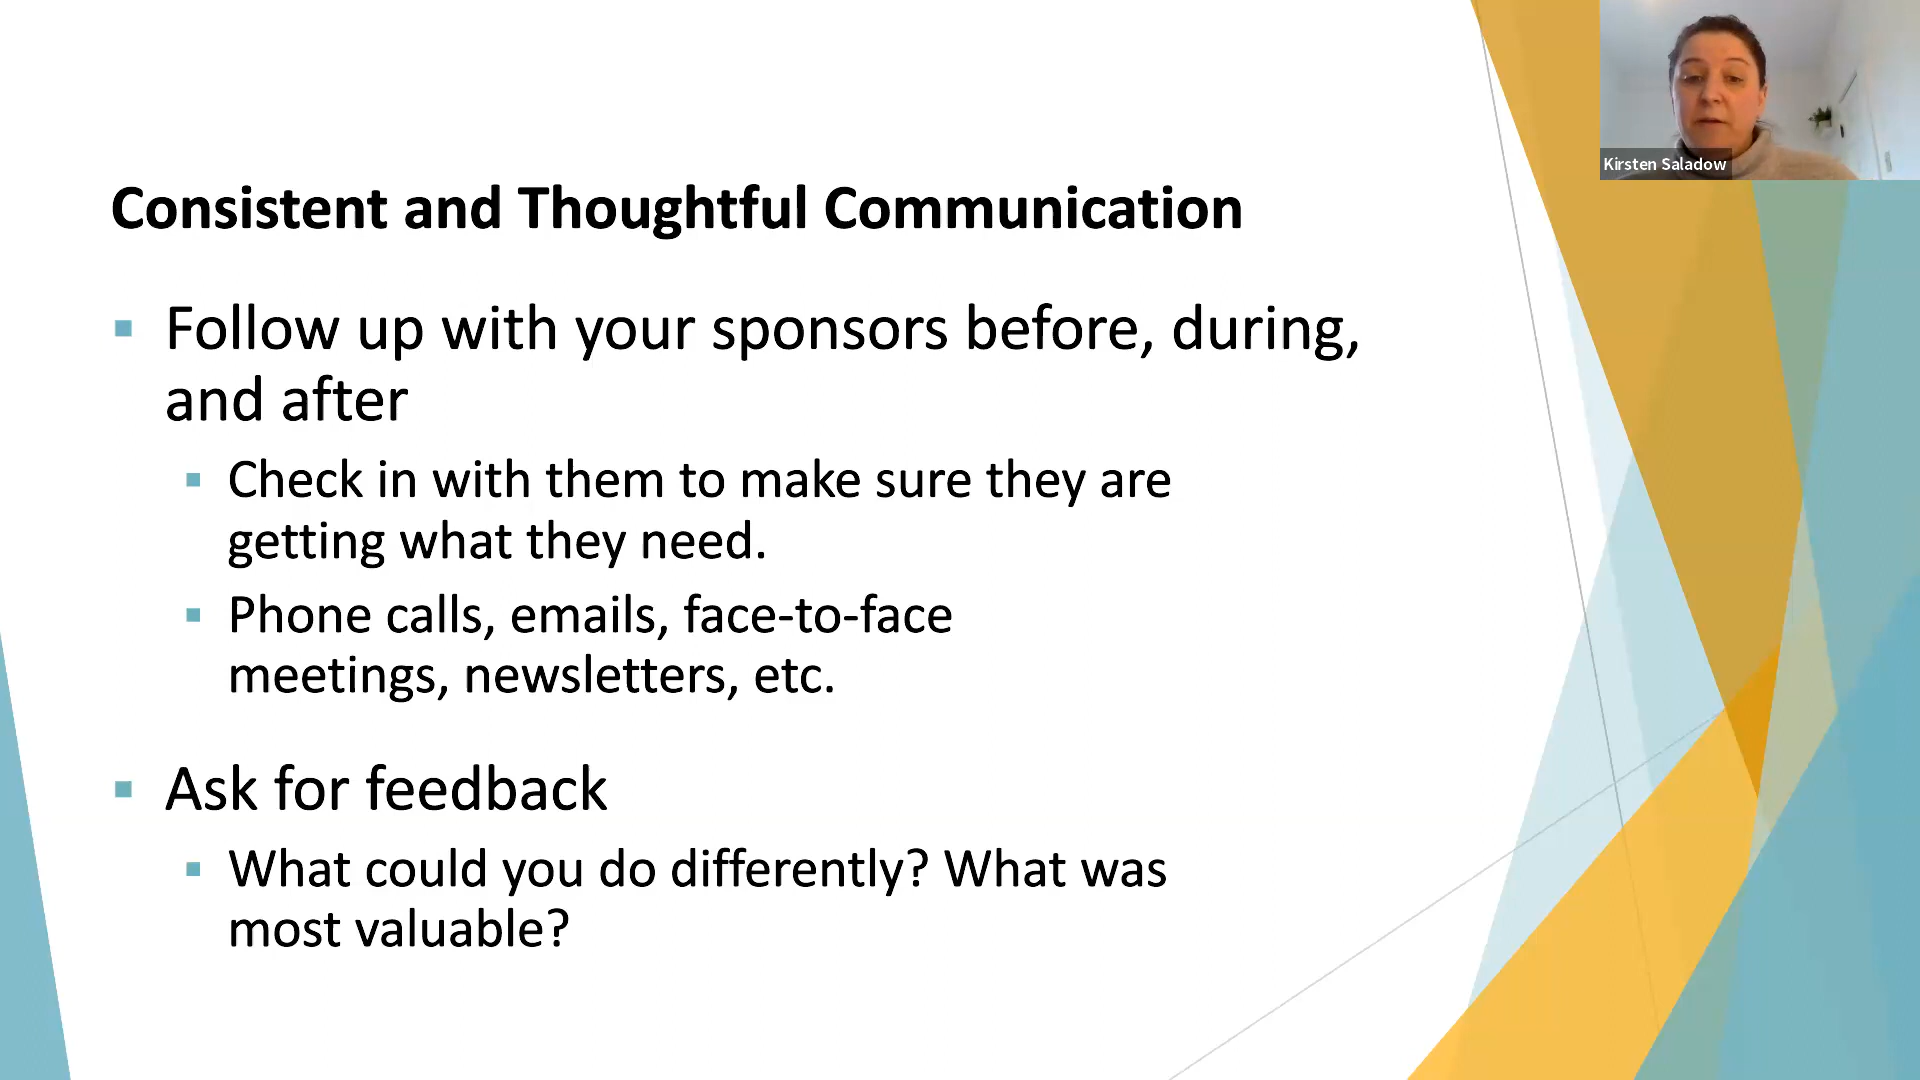 Kirsten Saladow
Consistent and Thoughtful Communication
Follow up with your sponsors before, during,
and after
Check in with them to make sure they are
getting what they need.
Phone calls, emails, face-to-face
meetings, newsletters, etc.
Ask for feedback
What could you do differently? What was
most valuable?